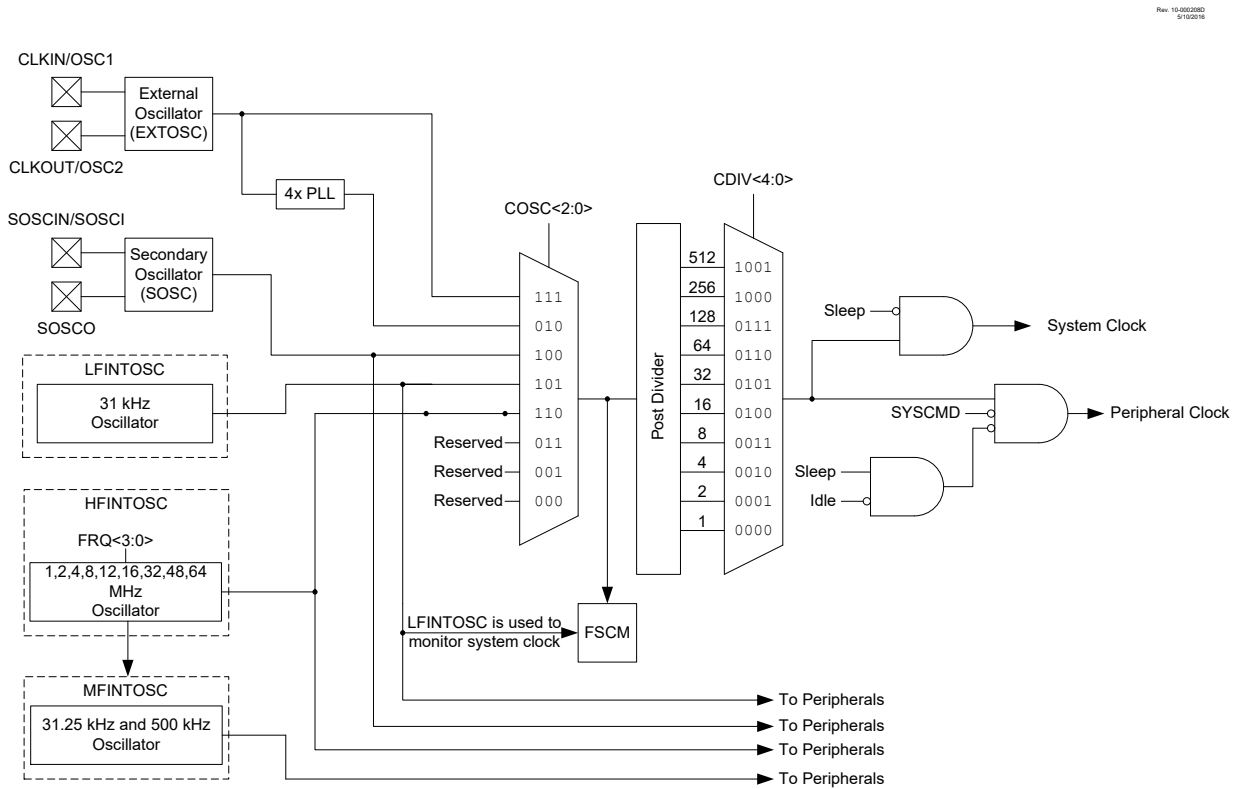 Rev. 10-000208D
5/10/2016
CLKIN/OSC1
External
Oscillator
(EXTOSC)
CLKOUT/OSC2
4x PLL
CDIV<4:0>
COSC<2:0>
SOSCIN/SOSCI
Secondary
Oscillator
(SOSC)
SOSCO
LFINTOSC
31 kHz
Oscillator
HFINTOSC
FRQ<3:0>
1,2,4,8,12,16,32,48,64
MHz
Oscillator
MFINTOSC
31.25 kHz and 500 kHz
Oscillator
111
010
100
101
110
Reserved 011
Reserved 001
Reserved 000
Post Divider
512 1001
256 1000
128 0111
64 0110
32 0101
16 0100
8 0011
4 0010
2 0001
1 0000
Sleep
System Clock
SYSCMD
Peripheral Clock
Sleep
Idle
LFINTOSC is used to
monitor system clock
FSCM
To Peripherals
To Peripherals
To Peripherals
To Peripherals